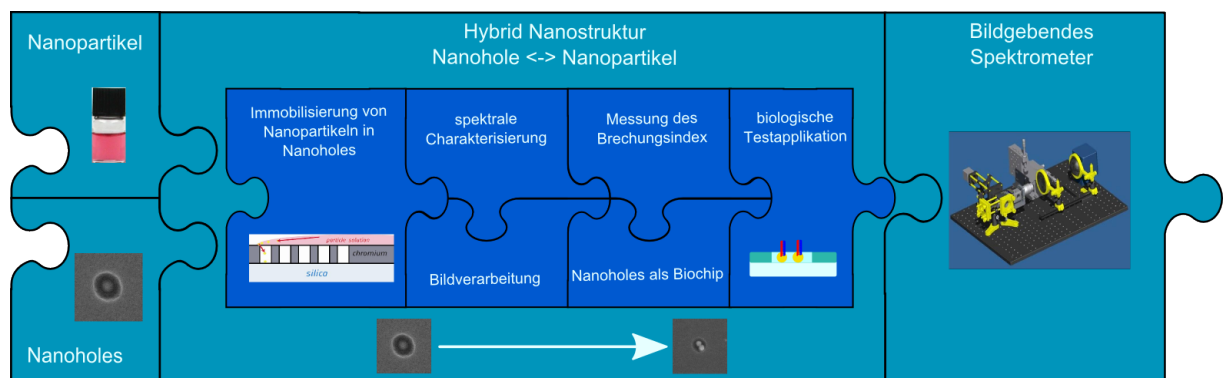 Nanopartikel
Nanoholes
Hybrid Nanostruktur
Nanohole <-> Nanopartikel
Immobilisierung von
Nanopartikeln in
Nanoholes
particle solution
chromium
silica
spektrale
Charakterisierung
Bildverarbeitung
Messung des
Brechungsindex
Nanoholes als Biochip
biologische
Testapplikation
Bildgebendes
Spektrometer